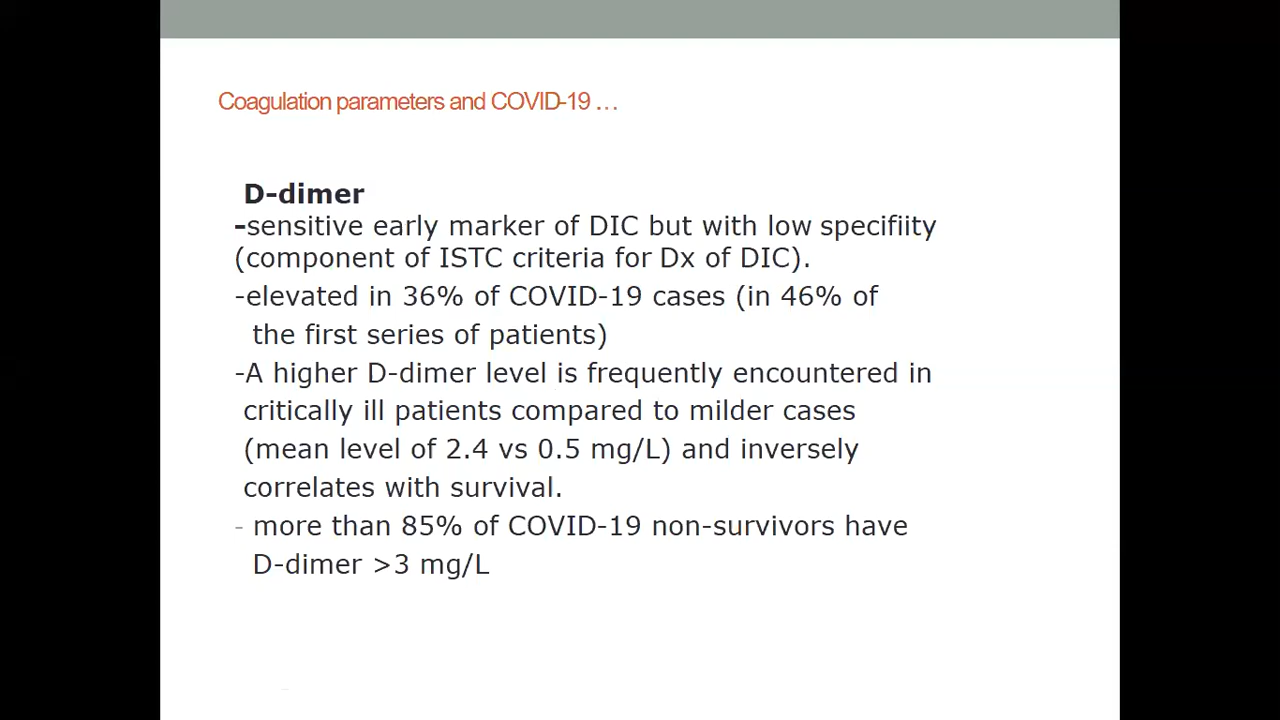 Coagulation parameters and COVID-19 …
D-dimer
-sensitive early marker of DIC but with low specifiity
(component of ISTC criteria for Dx of DIC).
-elevated in 36% of COVID-19 cases (in 46% of
the first series of patients)
-A higher D-dimer level is frequently encountered in
critically ill patients compared to milder cases
(mean level of 2.4 vs 0.5 mg/L) and inversely
correlates with survival.
- more than 85% of COVID-19 non-survivors have
D-dimer >3 mg/L